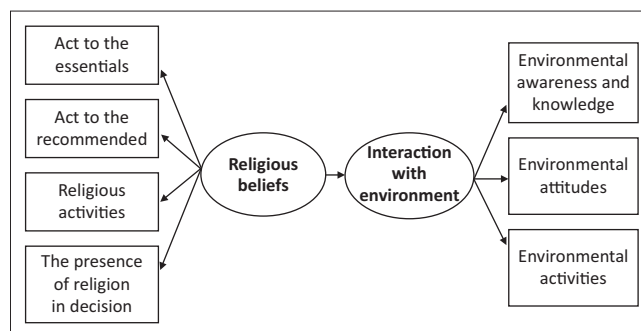 Act to the
essentials
Act to the
recommended
Religious
activities
The presence
of religion
in decision
Religious
beliefs
Interaction
with
environment
Environmental
awareness and
knowledge
Environmental
attitudes
Environmental
activities